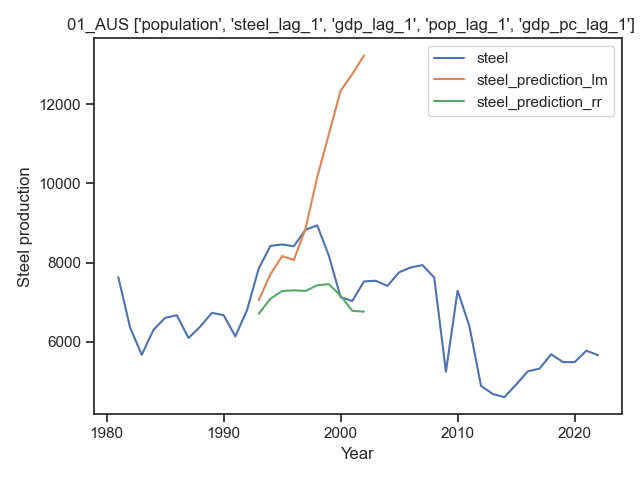 01_AUS ['population', 'steel_lag_1', 'gdp_lag_1', 'pop_lag_1', 'gdp_pc_lag_1']
steel
steel_prediction_lm
steel_prediction_rr
Steel production
12000
10000
8000
6000
1980
1990
2000
2010
2020
Year